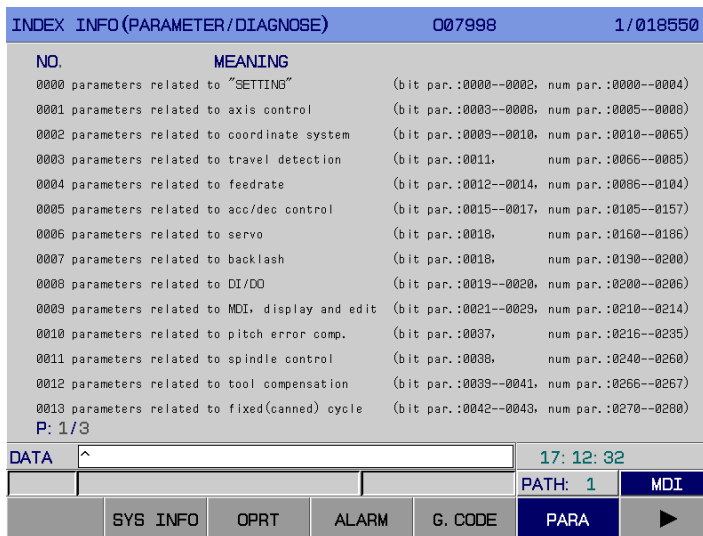 INDEX INFO(PARAMETER/DIAGNOSE) O07998 1/018550
NO. MEANING
0000 parameters related to "SETTING" (bit par.:0000--0002, num par.:0000--0004)
0001 parameters related to axis control (bit par.:0003--0008, num par.:0005--0008)
0002 parameters related to coordinate system (bit par.:0009--0010, num par.:0010--0065)
0003 parameters related to travel detection (bit par.:0011, num par.:0066--0085)
0004 parameters related to feedrate (bit par.:0012--0014, num par.:0086--0104)
0005 parameters related to acc/dec control (bit par.:0015--0017, num par.:0105--0157)
0006 parameters related to servo (bit par.:0018, num par.:0160--0186)
0007 parameters related to backlash (bit par.:0018, num par.:0190--0200)
0008 parameters related to DI/DO (bit par.:0019--0020, num par.:0200--0206)
0009 parameters related to MDI, display and edit (bit par.:0021--0029, num par.:0210--0214)
0010 parameters related to pitch error comp. (bit par.:0037, num par.:0216--0235)
0011 parameters related to spindle control (bit par.:0038, num par.:0240--0260)
0012 parameters related to tool compensation (bit par.:0039--0041, num par.:0266--0267)
0013 parameters related to fixed(canned) cycle (bit par.:0042--0043, num par.:0270--0280)
P: 1/3
DATA ^ 17: 12: 32
PATH: 1 MDI
SYS INFO OPRT ALARM G. CODE PARA ▶